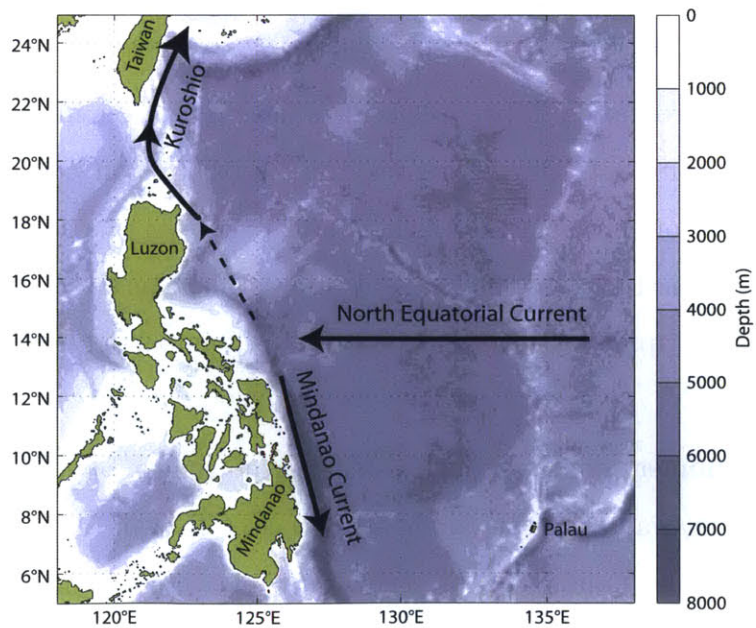 24°N
22°N
20°N
18°N
16°N
14°N
12°N
10°N
8°N
6°N
120°E
125°E
130°E
135°E
Taiwan
Kuroshio
Luzon
North Equatorial Current
Mindanao Current
Mindanao
Palau
0
1000
2000
3000
4000
5000
6000
7000
8000
Depth (m)